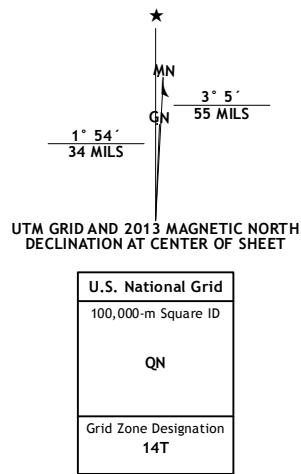 ★
MN
3° 5´
55 MILS
GN
1° 54´
34 MILS
UTM GRID AND 2013 MAGNETIC NORTH
DECLINATION AT CENTER OF SHEET
U.S. National Grid
100,000-m Square ID
QN
Grid Zone Designation
14T